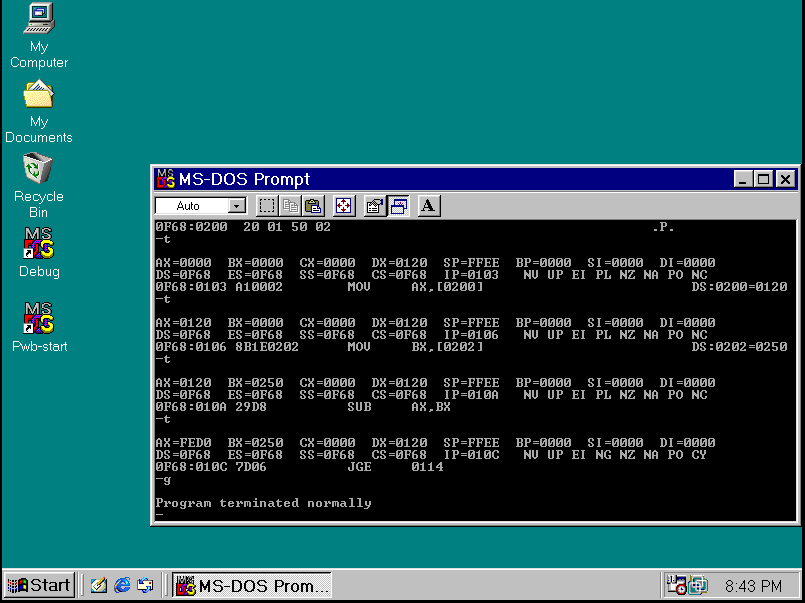 My
Computer
My
Documents
Recycle
Bin
MS
Debug
MS
Pwb-start
MS-DOS Prompt
Auto
A
0F68:0200  20 01 50 02                                        .P.
-t
AX=0000  BX=0000  CX=0000  DX=0120  SP=FFEE  BP=0000  SI=0000  DI=0000
DS=0F68  ES=0F68  SS=0F68  CS=0F68  IP=0103   NV UP EI PL NZ NA PO NC
0F68:0103 A10002        MOV     AX,[0200]                          DS:0200=0120
-t
AX=0120  BX=0000  CX=0000  DX=0120  SP=FFEE  BP=0000  SI=0000  DI=0000
DS=0F68  ES=0F68  SS=0F68  CS=0F68  IP=0106   NV UP EI PL NZ NA PO NC
0F68:0106 8B1E0202      MOV     BX,[0202]                          DS:0202=0250
-t
AX=0120  BX=0250  CX=0000  DX=0120  SP=FFEE  BP=0000  SI=0000  DI=0000
DS=0F68  ES=0F68  SS=0F68  CS=0F68  IP=010A   NV UP EI PL NZ NA PO NC
0F68:010A 29D8          SUB     AX,BX
-t
AX=FED0  BX=0250  CX=0000  DX=0120  SP=FFEE  BP=0000  SI=0000  DI=0000
DS=0F68  ES=0F68  SS=0F68  CS=0F68  IP=010C   NV UP EI NG NZ NA PO CY
0F68:010C 7D06          JGE     0114
-g
Program terminated normally
-
Start
MS-DOS Prom...
8:43 PM